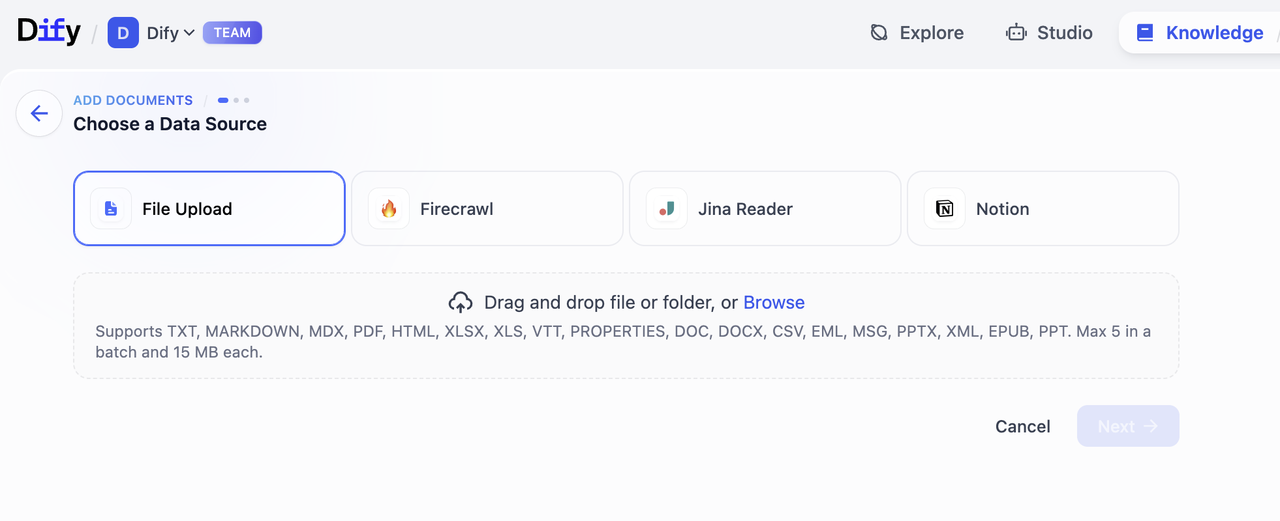 Dify / D Dify TEAM Explore Studio Knowledge
ADD DOCUMENTS /
Choose a Data Source
File Upload Firecrawl Jina Reader Notion
Drag and drop file or folder, or Browse
Supports TXT, MARKDOWN, MDX, PDF, HTML, XLSX, XLS, VTT, PROPERTIES, DOC, DOCX, CSV, EML, MSG, PPTX, XML, EPUB, PPT. Max 5 in a
batch and 15 MB each.
Cancel Next →